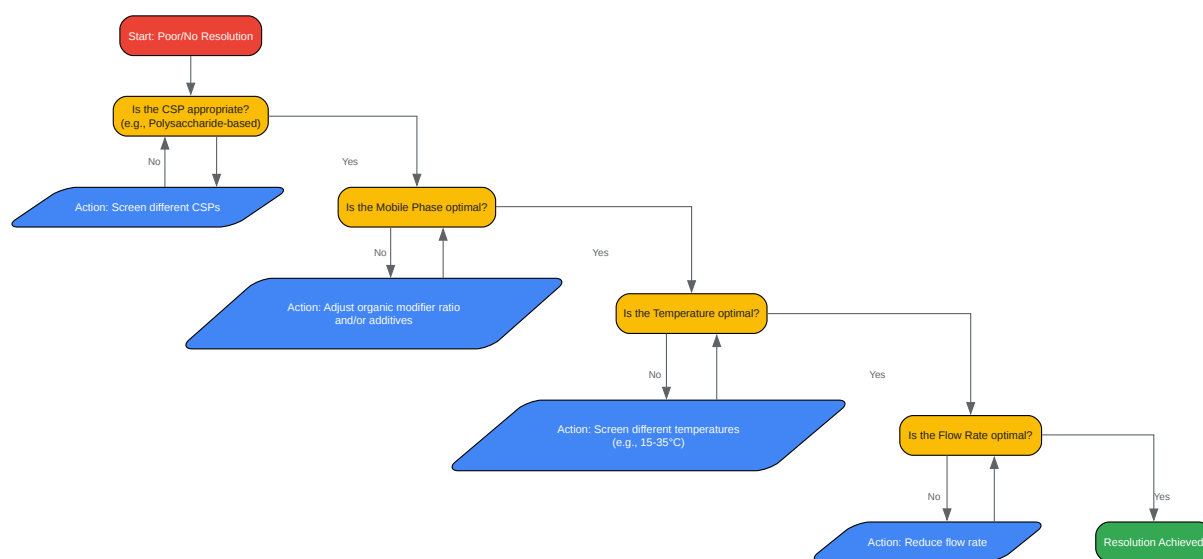 Start: Poor/No Resolution
Is the CSP appropriate?
(e.g., Polysaccharide-based)
No
Yes
Action: Screen different CSPs
Is the Mobile Phase optimal?
No
Yes
Action: Adjust organic modifier ratio
and/or additives
Is the Temperature optimal?
No
Yes
Action: Screen different temperatures
(e.g., 15-35°C)
Is the Flow Rate optimal?
No
Yes
Action: Reduce flow rate
Resolution Achieved